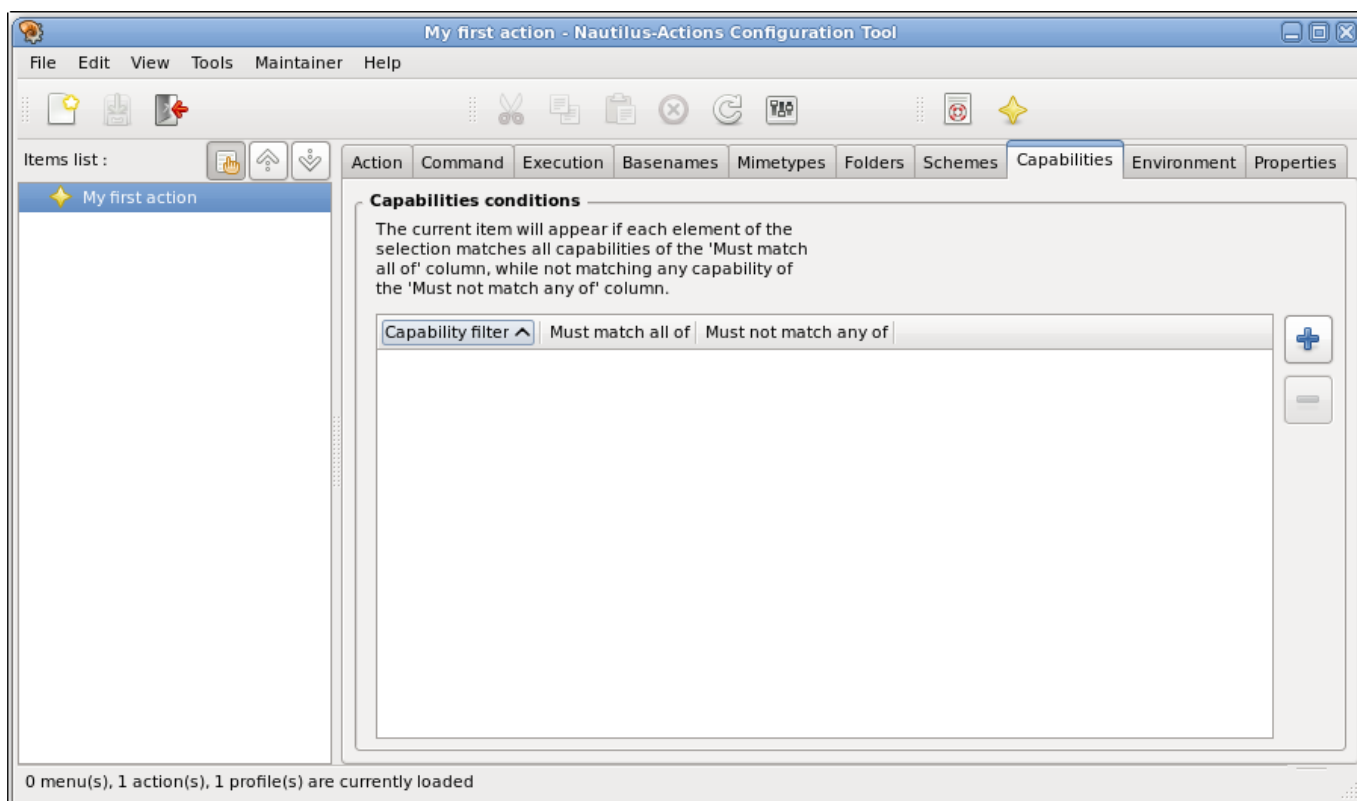 My first action - Nautilus-Actions Configuration Tool
File Edit View Tools Maintainer Help
Items list :
Action Command Execution Basenames Mimetypes Folders Schemes Capabilities Environment Properties
My first action
Capabilities conditions
The current item will appear if each element of the
selection matches all capabilities of the 'Must match
all of' column, while not matching any capability of
the 'Must not match any of' column.
Capability filter Must match all of Must not match any of
0 menu(s), 1 action(s), 1 profile(s) are currently loaded